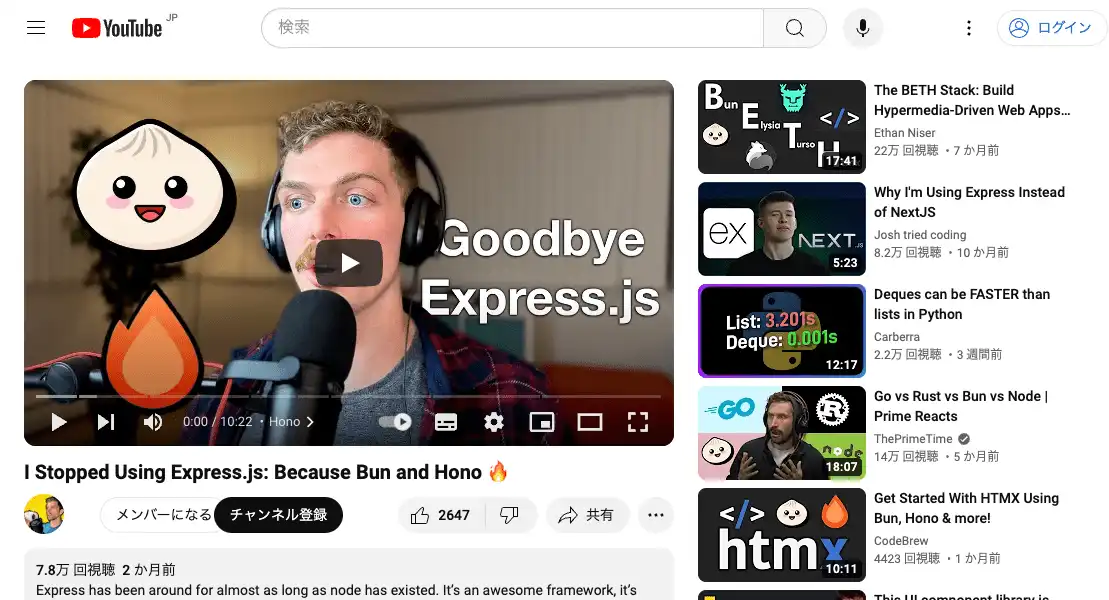 YouTube JP
検索
ログイン
Goodbye
Express.js
0:00 / 10:22 • Hono
I Stopped Using Express.js: Because Bun and Hono 🔥
メンバーになる
チャンネル登録
2647
共有
7.8万 回視聴 2 か月前
Express has been around for almost as long as node has existed. It's an awesome framework, it's
Bun
Elysia
Turso
H
</>
17:41
The BETH Stack: Build
Hypermedia-Driven Web Apps…
Ethan Niser
22万 回視聴 ・7 か月前
ex
NEXT.JS
5:23
Why I'm Using Express Instead
of NextJS
Josh tried coding
8.2万 回視聴 ・10 か月前
List: 3.201s
Deque: 0.001s
12:17
Deques can be FASTER than
lists in Python
Carberra
2.2万 回視聴 ・3 週間前
GO
node
18:07
Go vs Rust vs Bun vs Node |
Prime Reacts
ThePrimeTime
14万 回視聴 ・5 か月前
</>
htmx
10:11
Get Started With HTMX Using
Bun, Hono & more!
CodeBrew
4423 回視聴 ・1 か月前
This UI component library is